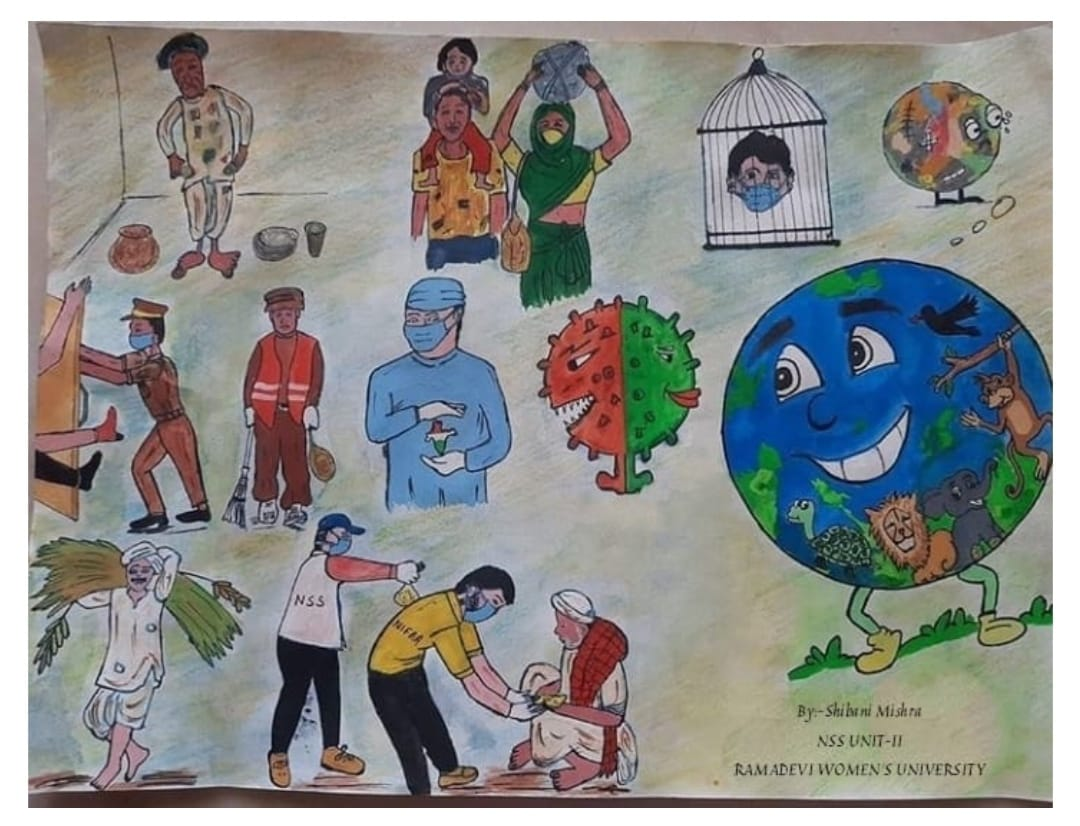 NSS
NIFAA
By:-Shibani Mishra
NSS UNIT-II
RAMADEVI WOMEN'S UNIVERSITY